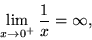 lim_{x→0⁺} 1/x = ∞,